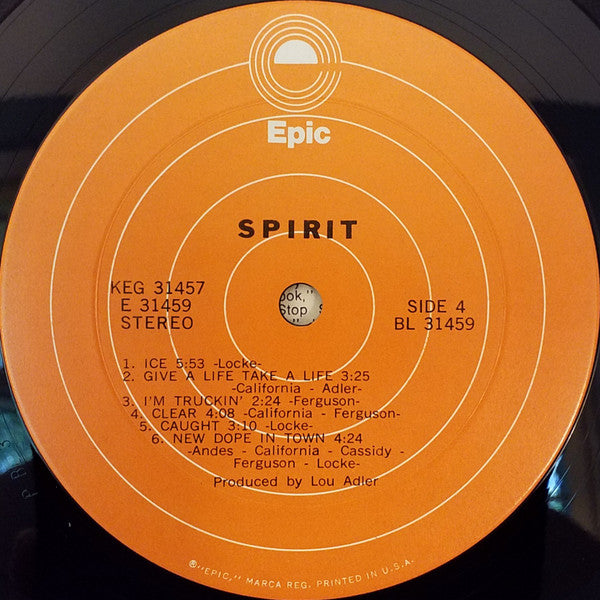 Epic
SPIRIT
KEG 31457
E 31459
STEREO
SIDE 4
BL 31459
ook,"
Stop
1. ICE 5:53 -Locke-
2. GIVE A LIFE TAKE A LIFE 3:25
-California - Adler-
3. I'M TRUCKIN' 2:24 -Ferguson-
4. CLEAR 4:08 -California - Ferguson-
5. CAUGHT 3:10 -Locke-
6. NEW DOPE IN TOWN 4:24
-Andes - California - Cassidy -
Ferguson - Locke-
Produced by Lou Adler
℗"EPIC," MARCA REG. PRINTED IN U.S.A.